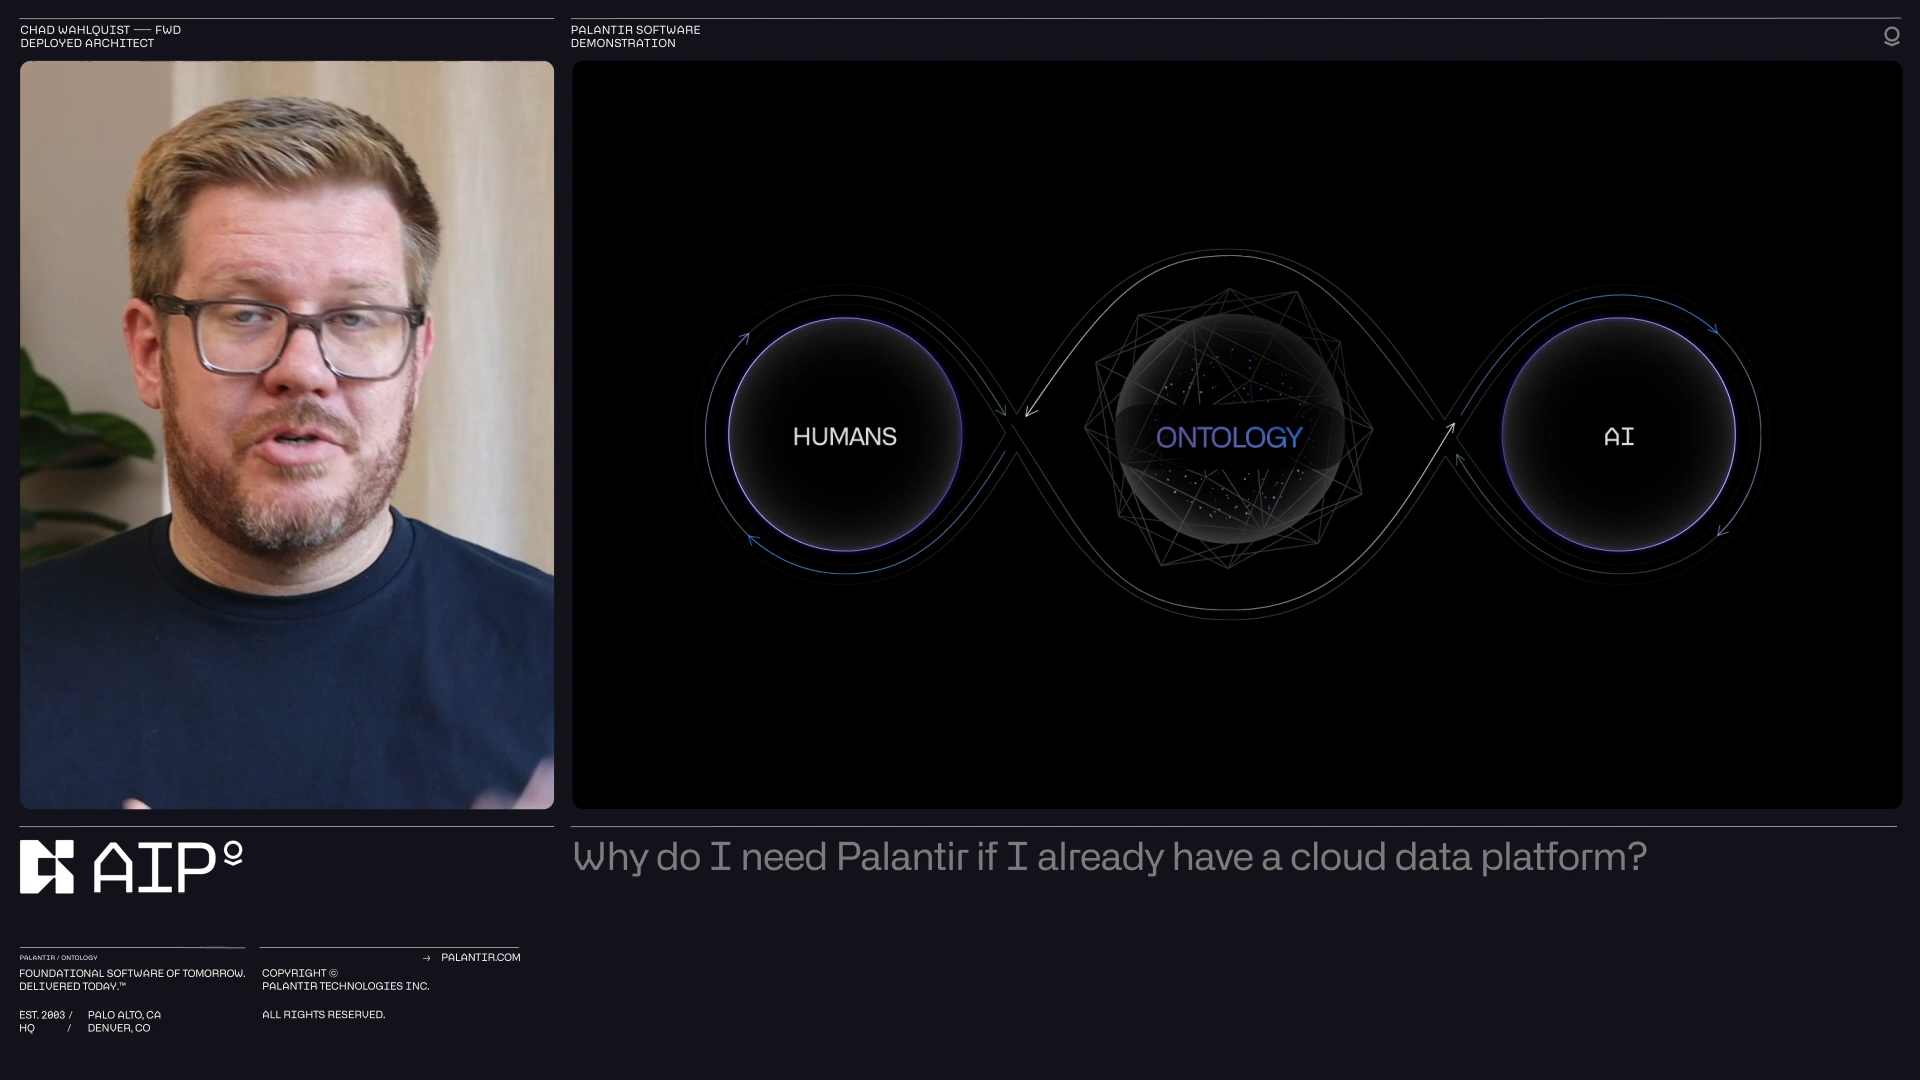 CHAD WAHLQUIST —— FWD
DEPLOYED ARCHITECT
PALANTIR SOFTWARE
DEMONSTRATION
HUMANS
ONTOLOGY
AI
AIP
Why do I need Palantir if I already have a cloud data platform?
PALANTIR / ONTOLOGY
FOUNDATIONAL SOFTWARE OF TOMORROW.
DELIVERED TODAY.™
EST. 2003 / PALO ALTO, CA
HQ / DENVER, CO
→ PALANTIR.COM
COPYRIGHT ©
PALANTIR TECHNOLOGIES INC.
ALL RIGHTS RESERVED.